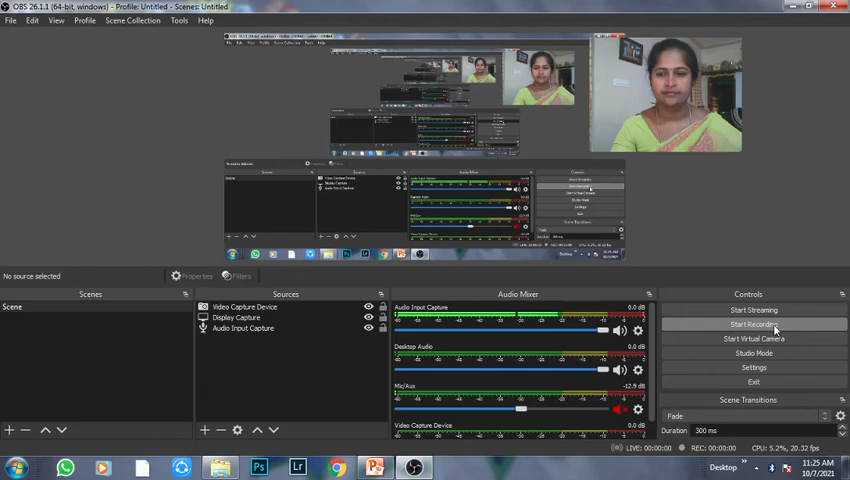 OBS 26.1.1 (64-bit, windows) - Profile: Untitled - Scenes: Untitled
File Edit View Profile Scene Collection Tools Help
No source selected
Properties Filters
Scenes
Scene
Sources
Video Capture Device
Display Capture
Audio Input Capture
Audio Mixer
Audio Input Capture 0.0 dB
Desktop Audio 0.0 dB
Mic/Aux -12.9 dB
Video Capture Device 0.0 dB
Controls
Start Streaming
Start Recording
Start Virtual Camera
Studio Mode
Settings
Exit
Scene Transitions
Fade
Duration 300 ms
LIVE: 00:00:00 REC: 00:00:00 CPU: 5.2%, 20.32 fps
Ps Lr
Desktop
11:25 AM
10/7/2021